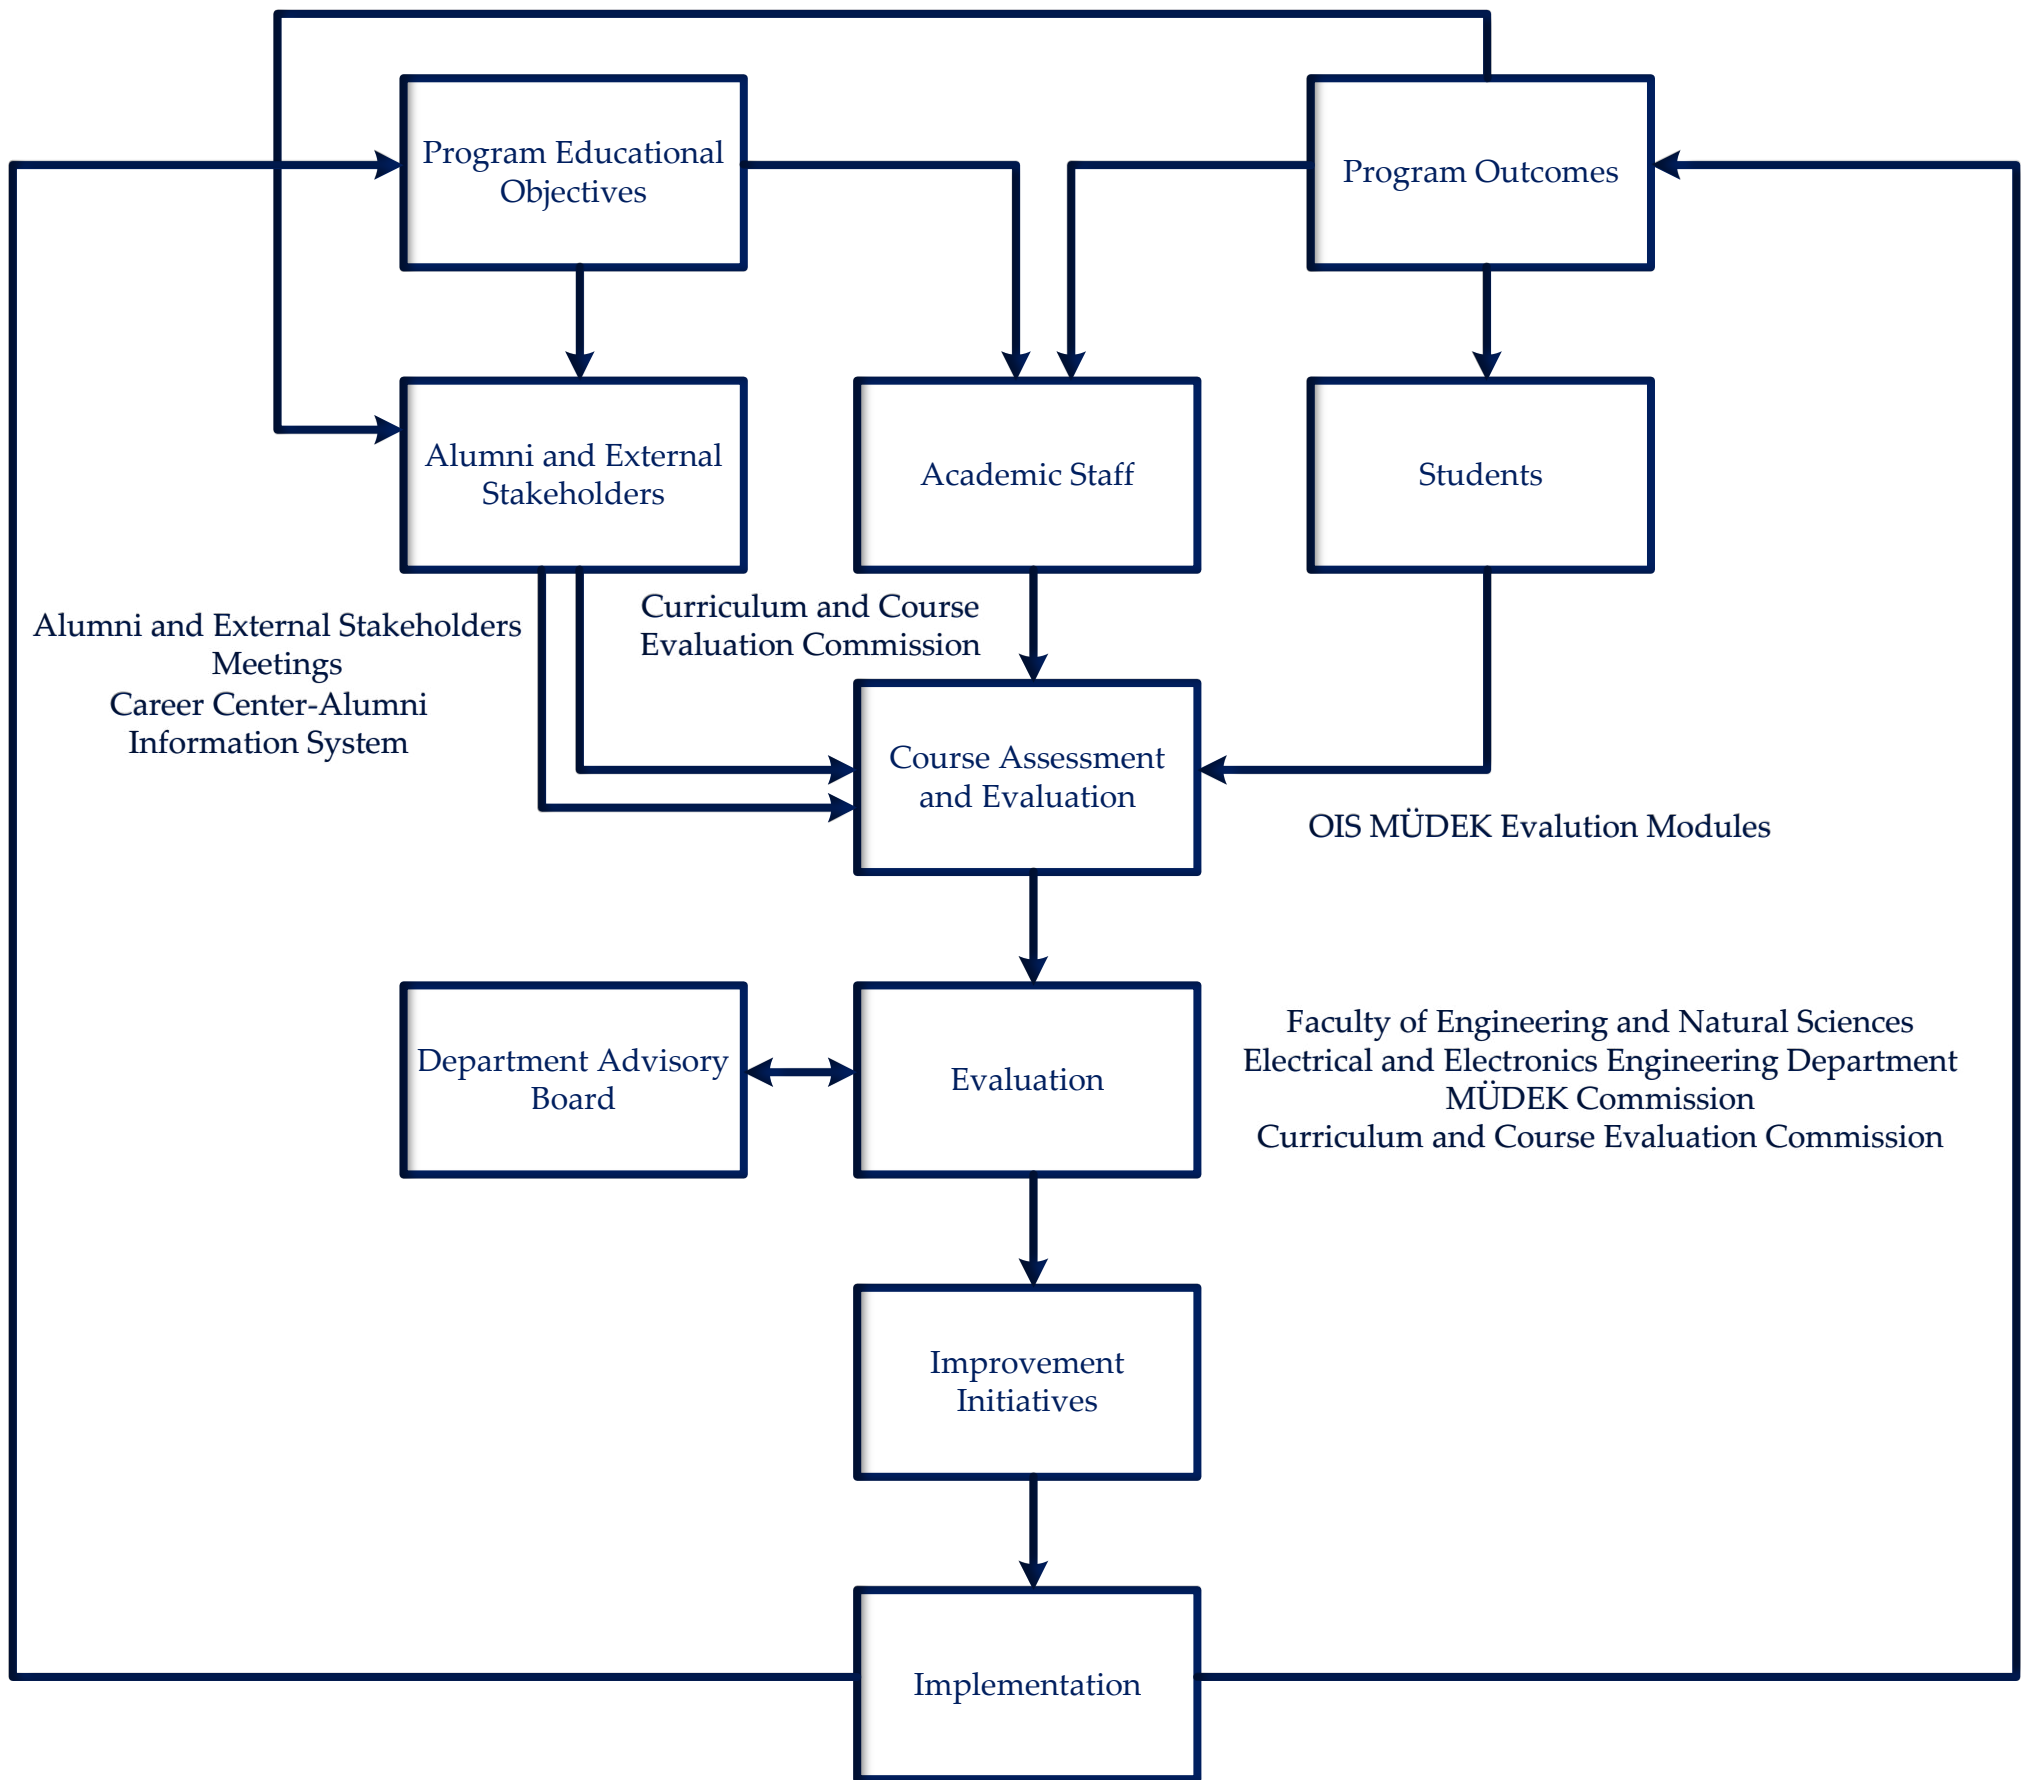 Program Educational
Objectives
Program Outcomes
Alumni and External
Stakeholders
Academic Staff
Students
Alumni and External Stakeholders
Meetings
Career Center-Alumni
Information System
Curriculum and Course
Evaluation Commission
Course Assessment
and Evaluation
OIS MÜDEK Evalution Modules
Department Advisory
Board
Evaluation
Faculty of Engineering and Natural Sciences
Electrical and Electronics Engineering Department
MÜDEK Commission
Curriculum and Course Evaluation Commission
Improvement
Initiatives
Implementation